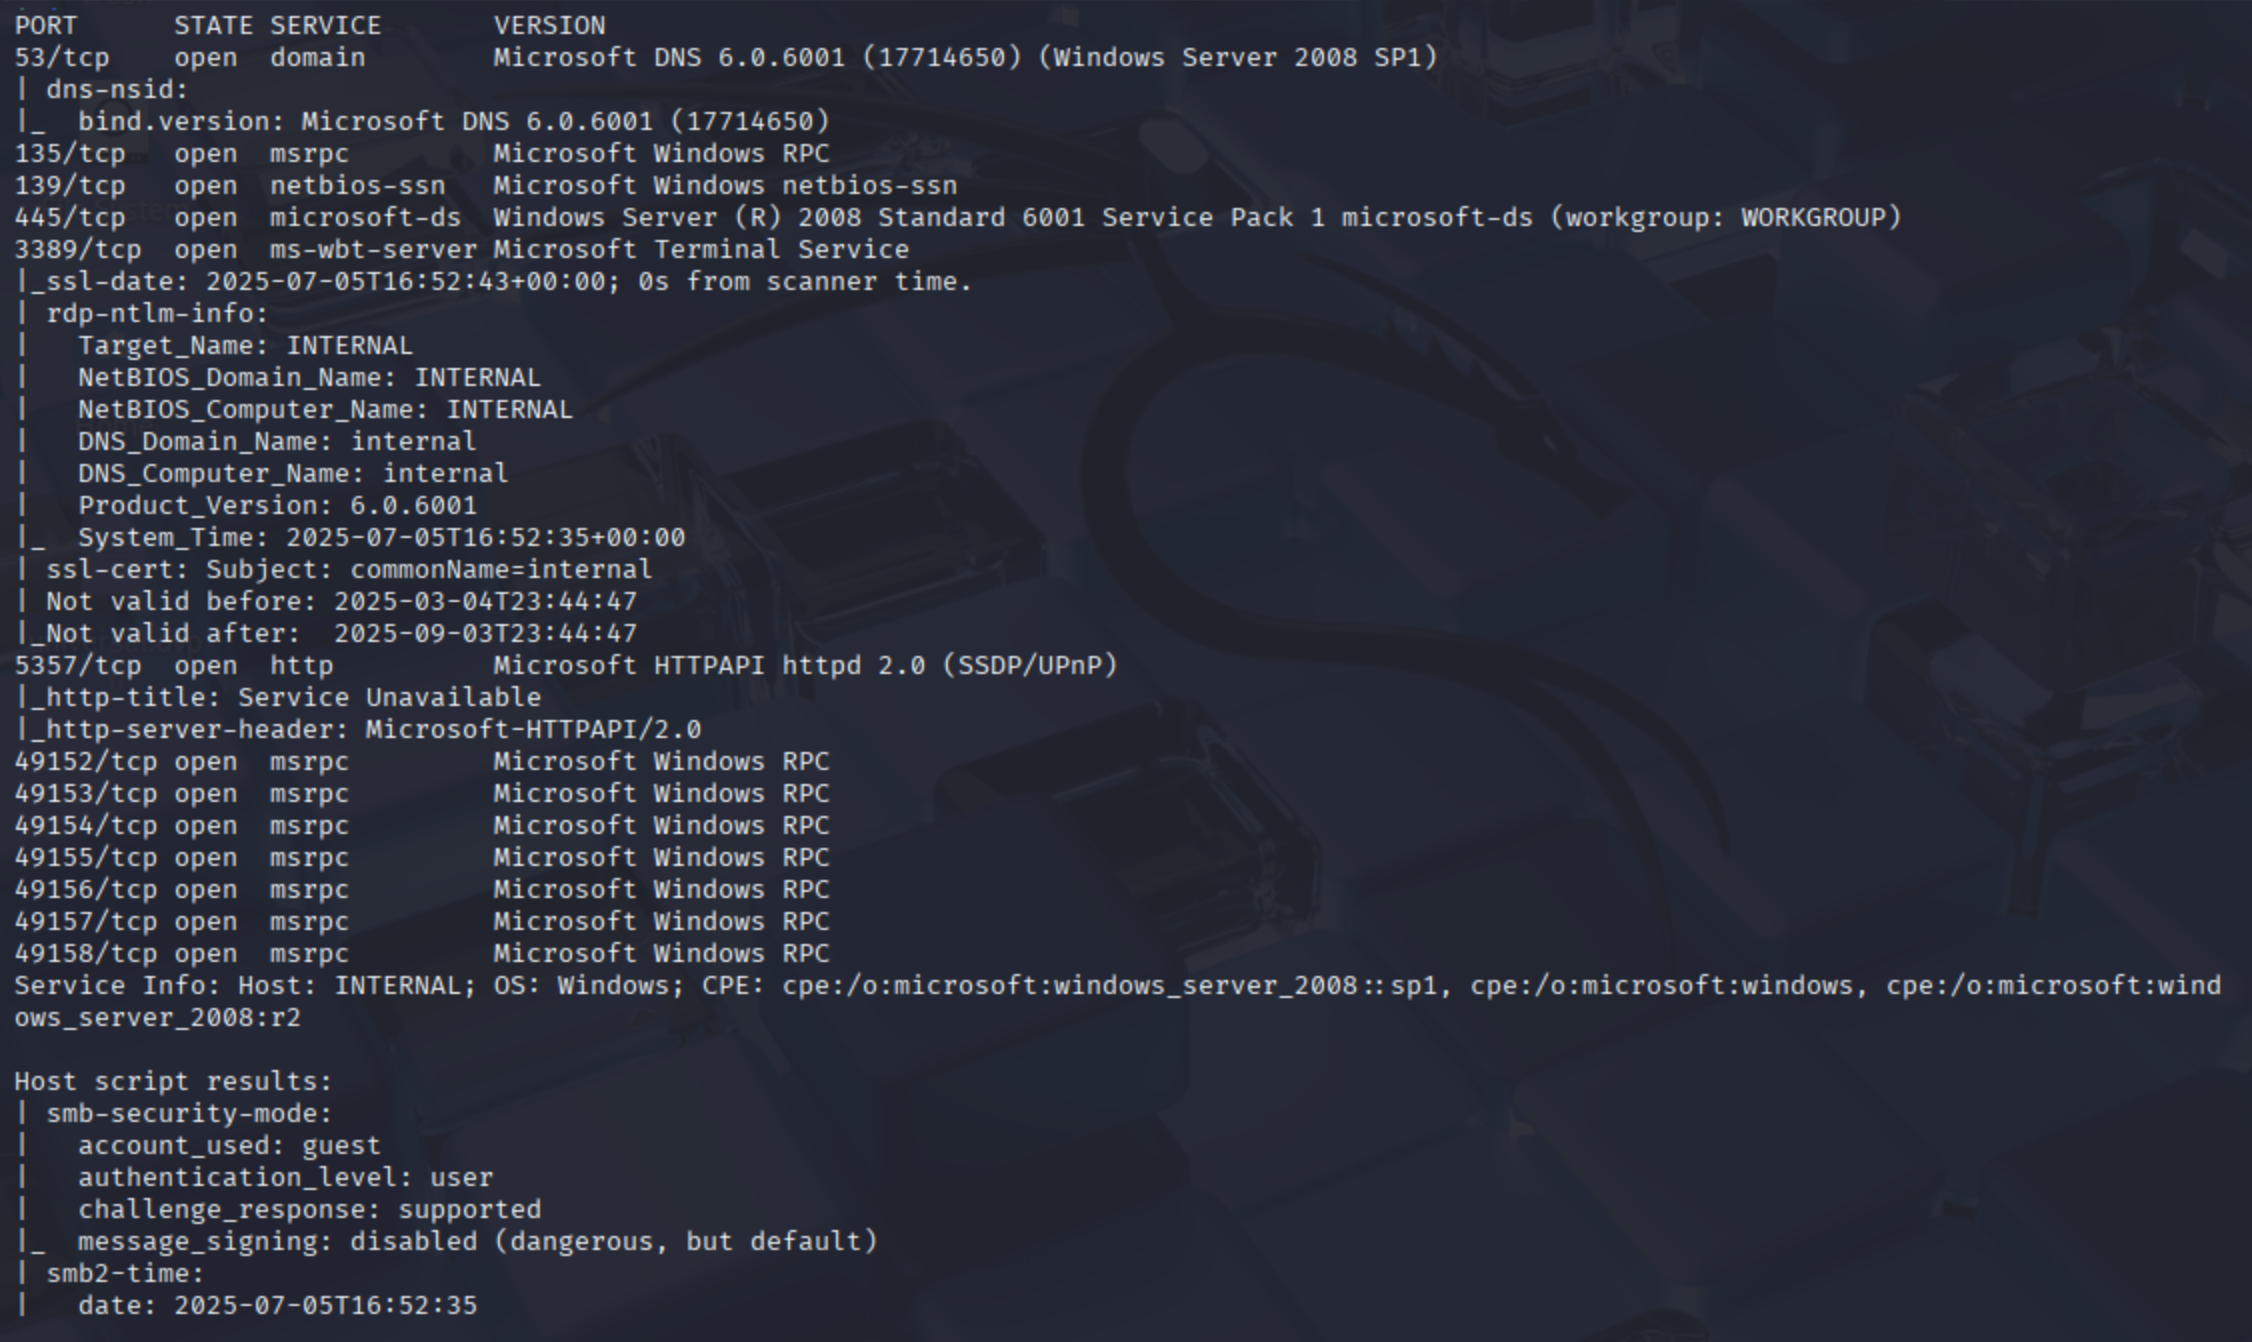 PORT      STATE SERVICE       VERSION
53/tcp    open  domain        Microsoft DNS 6.0.6001 (17714650) (Windows Server 2008 SP1)
| dns-nsid:
|_  bind.version: Microsoft DNS 6.0.6001 (17714650)
135/tcp   open  msrpc         Microsoft Windows RPC
139/tcp   open  netbios-ssn   Microsoft Windows netbios-ssn
445/tcp   open  microsoft-ds  Windows Server (R) 2008 Standard 6001 Service Pack 1 microsoft-ds (workgroup: WORKGROUP)
3389/tcp  open  ms-wbt-server Microsoft Terminal Service
|_ssl-date: 2025-07-05T16:52:43+00:00; 0s from scanner time.
| rdp-ntlm-info:
|   Target_Name: INTERNAL
|   NetBIOS_Domain_Name: INTERNAL
|   NetBIOS_Computer_Name: INTERNAL
|   DNS_Domain_Name: internal
|   DNS_Computer_Name: internal
|   Product_Version: 6.0.6001
|_  System_Time: 2025-07-05T16:52:35+00:00
| ssl-cert: Subject: commonName=internal
| Not valid before: 2025-03-04T23:44:47
|_Not valid after:  2025-09-03T23:44:47
5357/tcp  open  http          Microsoft HTTPAPI httpd 2.0 (SSDP/UPnP)
|_http-title: Service Unavailable
|_http-server-header: Microsoft-HTTPAPI/2.0
49152/tcp open  msrpc         Microsoft Windows RPC
49153/tcp open  msrpc         Microsoft Windows RPC
49154/tcp open  msrpc         Microsoft Windows RPC
49155/tcp open  msrpc         Microsoft Windows RPC
49156/tcp open  msrpc         Microsoft Windows RPC
49157/tcp open  msrpc         Microsoft Windows RPC
49158/tcp open  msrpc         Microsoft Windows RPC
Service Info: Host: INTERNAL; OS: Windows; CPE: cpe:/o:microsoft:windows_server_2008::sp1, cpe:/o:microsoft:windows, cpe:/o:microsoft:wind
ows_server_2008:r2
Host script results:
| smb-security-mode:
|   account_used: guest
|   authentication_level: user
|   challenge_response: supported
|_  message_signing: disabled (dangerous, but default)
| smb2-time:
|   date: 2025-07-05T16:52:35